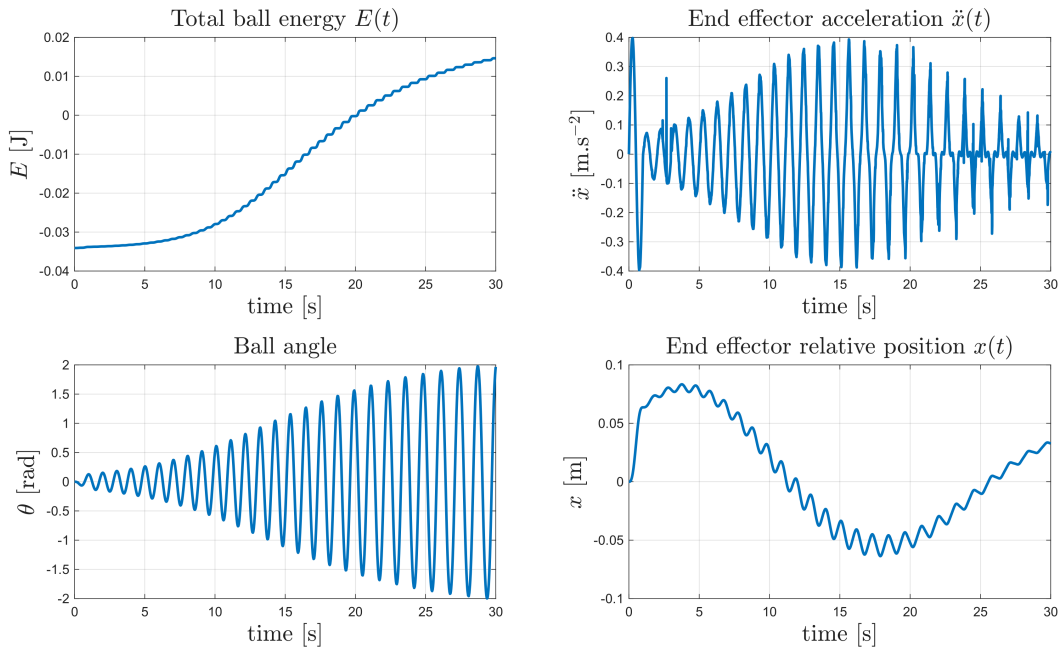 Total ball energy E(t)
0.02
0.01
0
-0.01
-0.02
-0.03
-0.04
E [J]
0 5 10 15 20 25 30
time [s]
End effector acceleration ẍ(t)
0.4
0.3
0.2
0.1
0
-0.1
-0.2
-0.3
-0.4
ẍ [m.s⁻²]
0 5 10 15 20 25 30
time [s]
Ball angle
2
1.5
1
0.5
0
-0.5
-1
-1.5
-2
θ [rad]
0 5 10 15 20 25 30
time [s]
End effector relative position x(t)
0.1
0.05
0
-0.05
-0.1
x [m]
0 5 10 15 20 25 30
time [s]